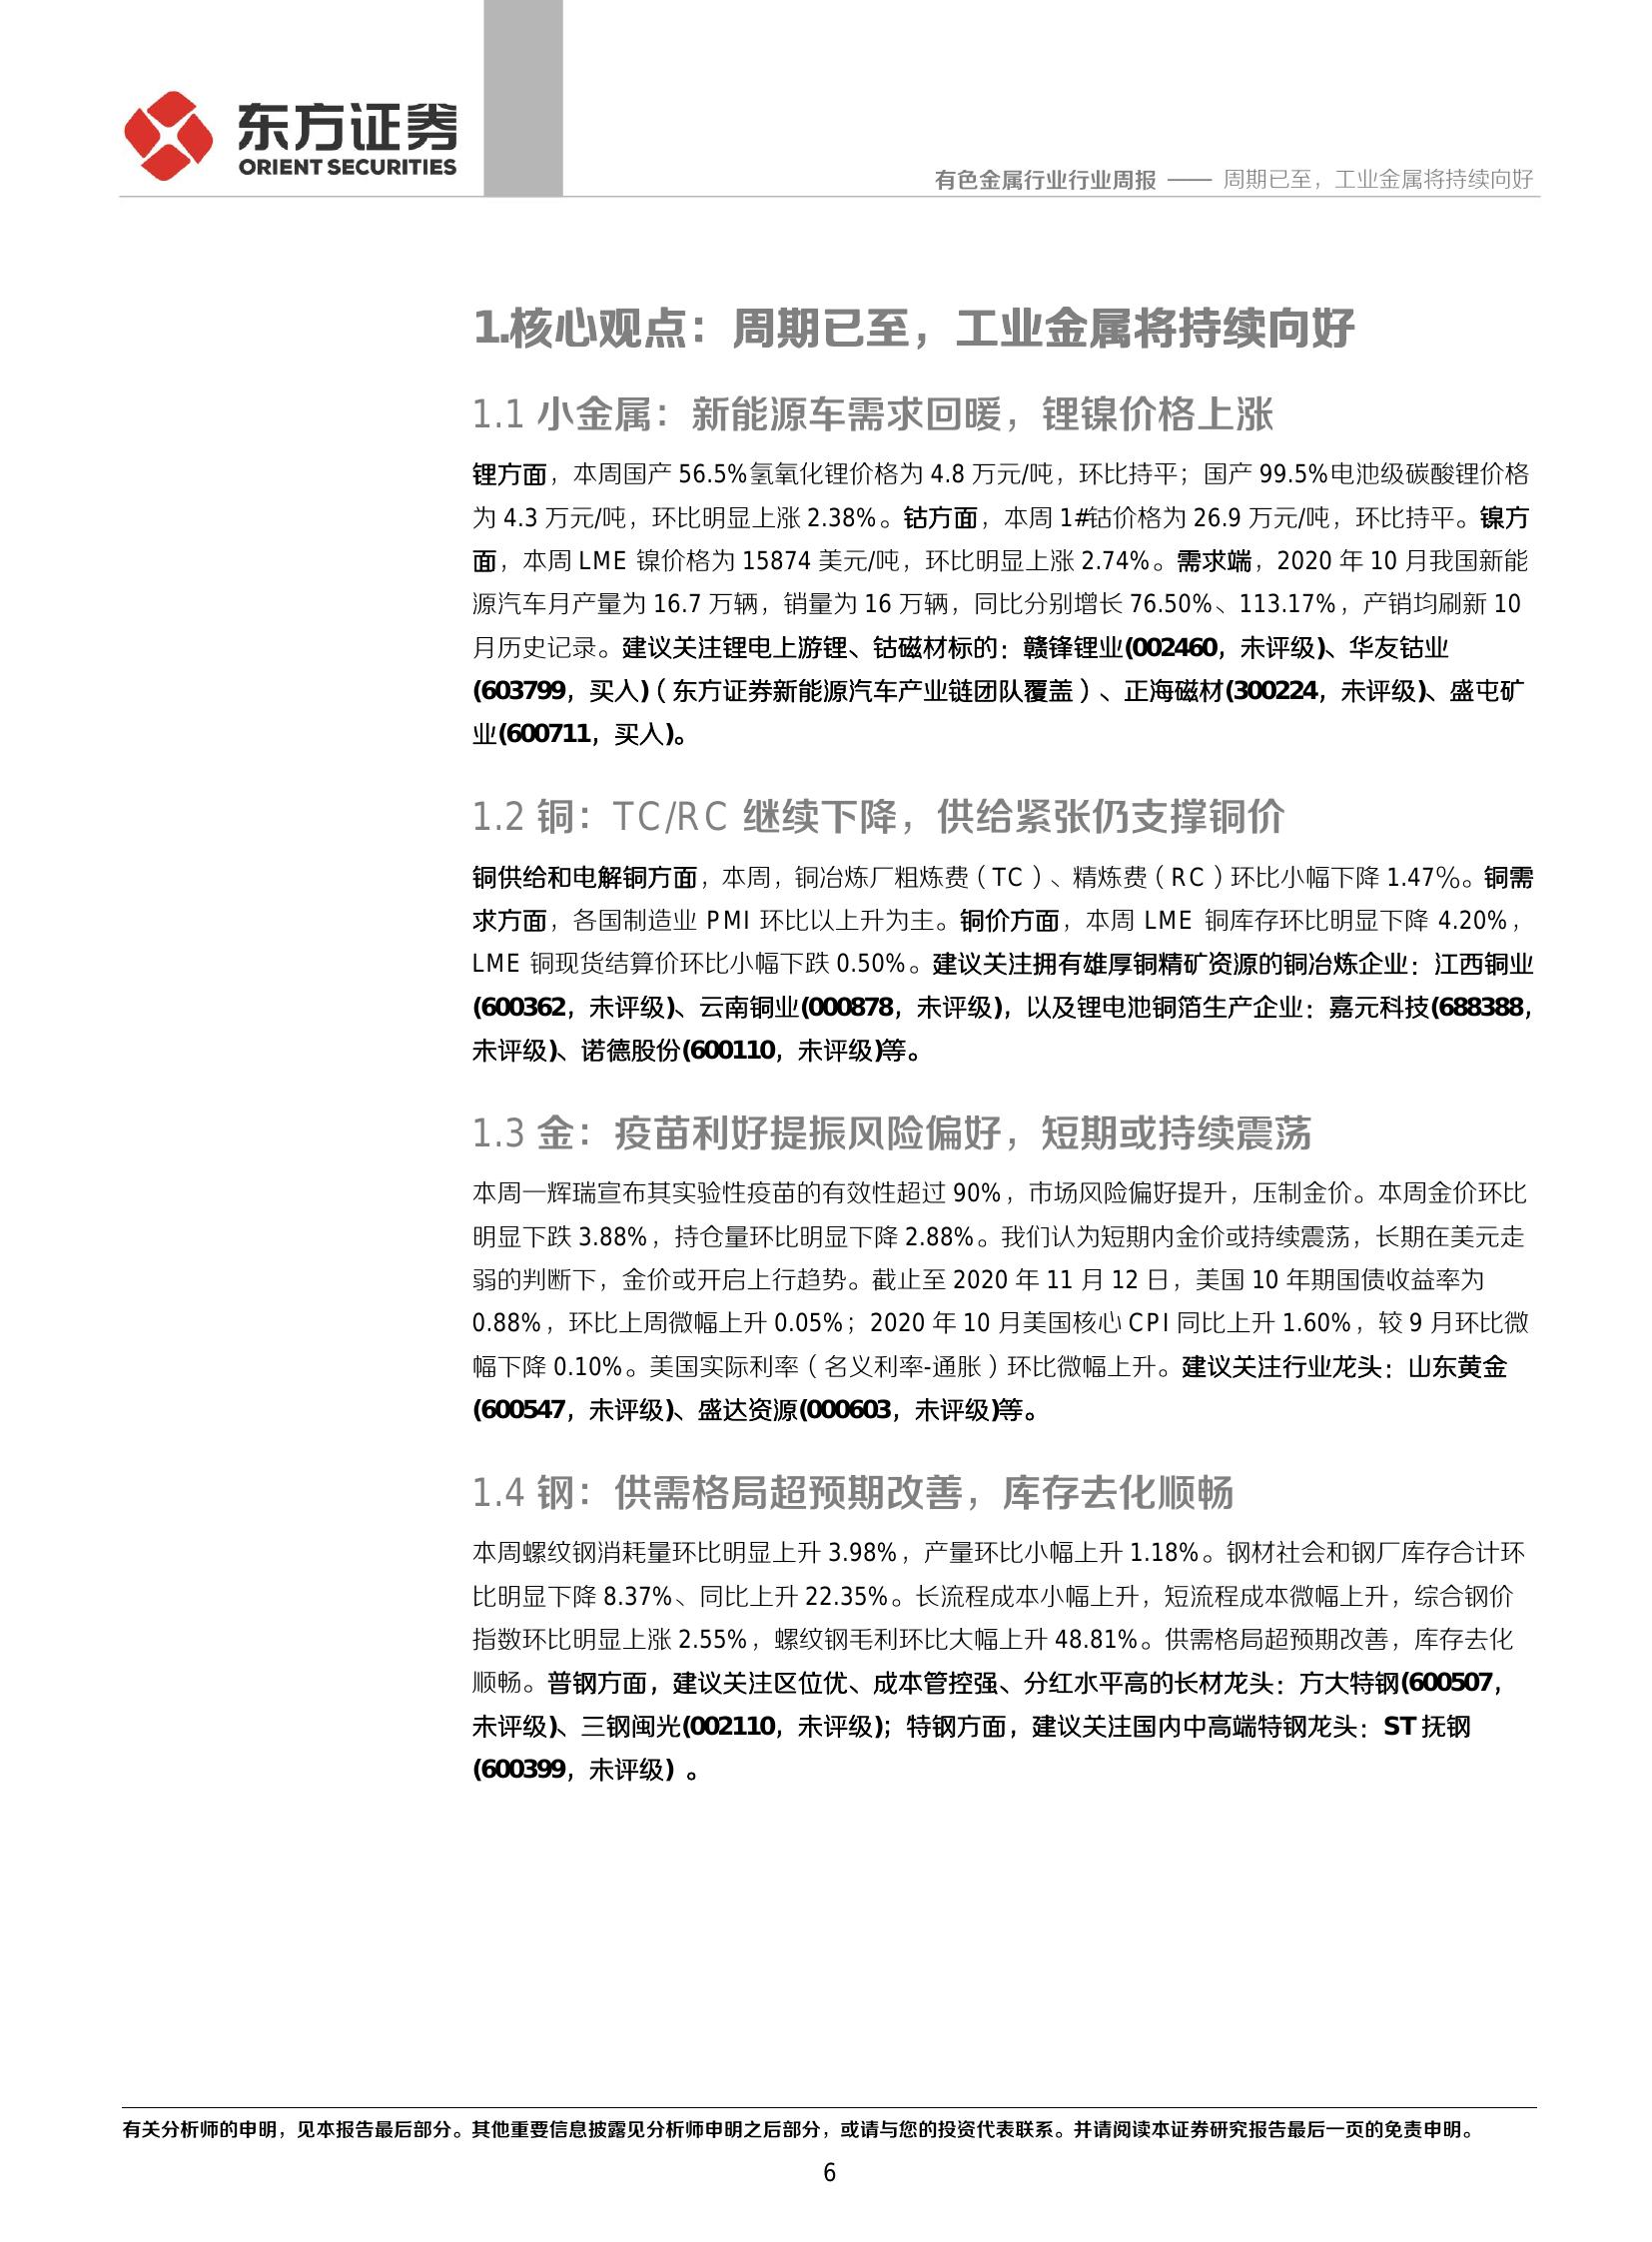 东方证券
ORIENT SECURITIES
有色金属行业行业周报 —— 周期已至，工业金属将持续向好
1.核心观点：周期已至，工业金属将持续向好
1.1 小金属：新能源车需求回暖，锂镍价格上涨
锂方面，本周国产 56.5%氢氧化锂价格为 4.8 万元/吨，环比持平；国产 99.5%电池级碳酸锂价格
为 4.3 万元/吨，环比明显上涨 2.38%。钴方面，本周 1#钴价格为 26.9 万元/吨，环比持平。镍方
面，本周 LME 镍价格为 15874 美元/吨，环比明显上涨 2.74%。需求端，2020 年 10 月我国新能
源汽车月产量为 16.7 万辆，销量为 16 万辆，同比分别增长 76.50%、113.17%，产销均刷新 10
月历史记录。建议关注锂电上游锂、钴磁材标的：赣锋锂业(002460，未评级)、华友钴业
(603799，买入)（东方证券新能源汽车产业链团队覆盖）、正海磁材(300224，未评级)、盛屯矿
业(600711，买入)。
1.2 铜：TC/RC 继续下降，供给紧张仍支撑铜价
铜供给和电解铜方面，本周，铜冶炼厂粗炼费（TC）、精炼费（RC）环比小幅下降 1.47%。铜需
求方面，各国制造业 PMI 环比以上升为主。铜价方面，本周 LME 铜库存环比明显下降 4.20%，
LME 铜现货结算价环比小幅下跌 0.50%。建议关注拥有雄厚铜精矿资源的铜冶炼企业：江西铜业
(600362，未评级)、云南铜业(000878，未评级)，以及锂电池铜箔生产企业：嘉元科技(688388，
未评级)、诺德股份(600110，未评级)等。
1.3 金：疫苗利好提振风险偏好，短期或持续震荡
本周一辉瑞宣布其实验性疫苗的有效性超过 90%，市场风险偏好提升，压制金价。本周金价环比
明显下跌 3.88%，持仓量环比明显下降 2.88%。我们认为短期内金价或持续震荡，长期在美元走
弱的判断下，金价或开启上行趋势。截止至 2020 年 11 月 12 日，美国 10 年期国债收益率为
0.88%，环比上周微幅上升 0.05%；2020 年 10 月美国核心 CPI 同比上升 1.60%，较 9 月环比微
幅下降 0.10%。美国实际利率（名义利率-通胀）环比微幅上升。建议关注行业龙头：山东黄金
(600547，未评级)、盛达资源(000603，未评级)等。
1.4 钢：供需格局超预期改善，库存去化顺畅
本周螺纹钢消耗量环比明显上升 3.98%，产量环比小幅上升 1.18%。钢材社会和钢厂库存合计环
比明显下降 8.37%、同比上升 22.35%。长流程成本小幅上升，短流程成本微幅上升，综合钢价
指数环比明显上涨 2.55%，螺纹钢毛利环比大幅上升 48.81%。供需格局超预期改善，库存去化
顺畅。普钢方面，建议关注区位优、成本管控强、分红水平高的长材龙头：方大特钢(600507，
未评级)、三钢闽光(002110，未评级)；特钢方面，建议关注国内中高端特钢龙头：ST 抚钢
(600399，未评级）。
有关分析师的申明，见本报告最后部分。其他重要信息披露见分析师申明之后部分，或请与您的投资代表联系。并请阅读本证券研究报告最后一页的免责申明。
6